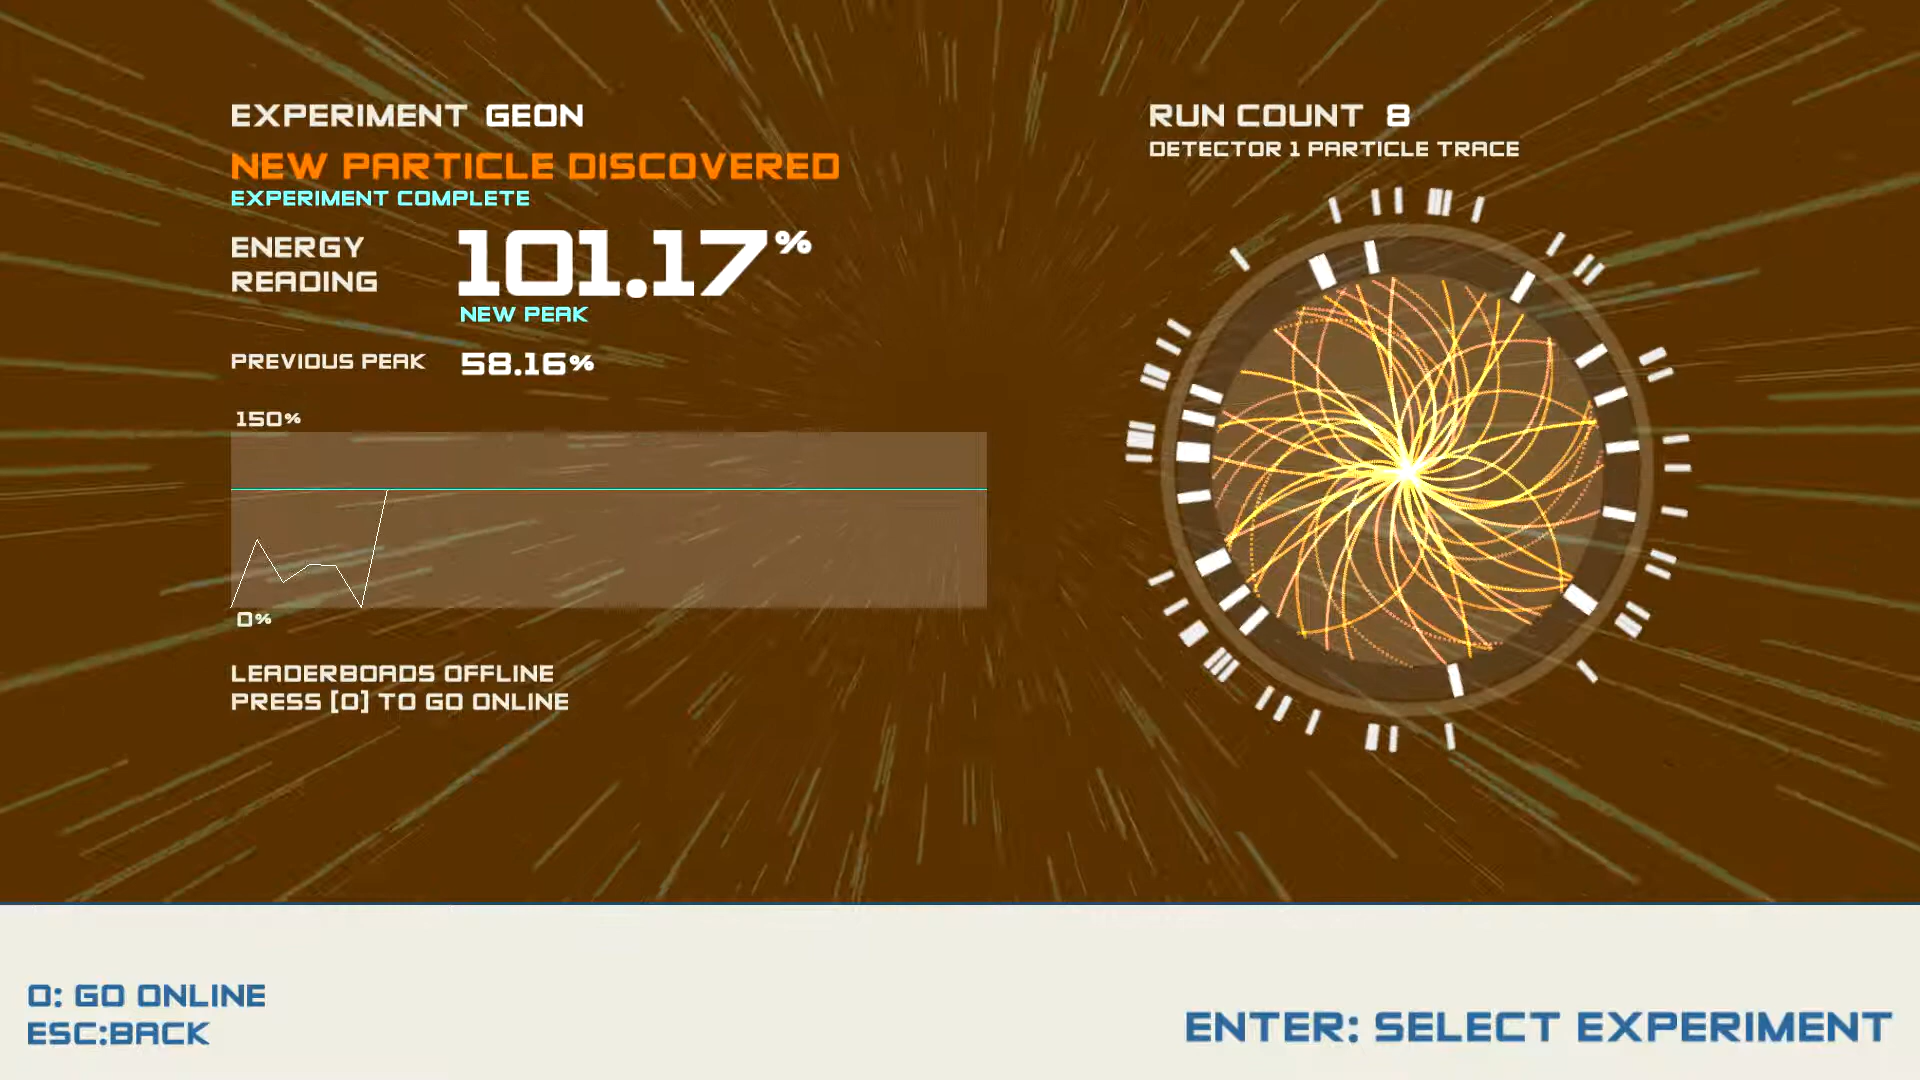 EXPERIMENT GEON
NEW PARTICLE DISCOVERED
EXPERIMENT COMPLETE
ENERGY READING 101.17%
NEW PEAK
PREVIOUS PEAK 58.16%
150%
0%
LEADERBOARDS OFFLINE
PRESS [O] TO GO ONLINE
RUN COUNT 8
DETECTOR 1 PARTICLE TRACE
O: GO ONLINE
ESC:BACK
ENTER: SELECT EXPERIMENT